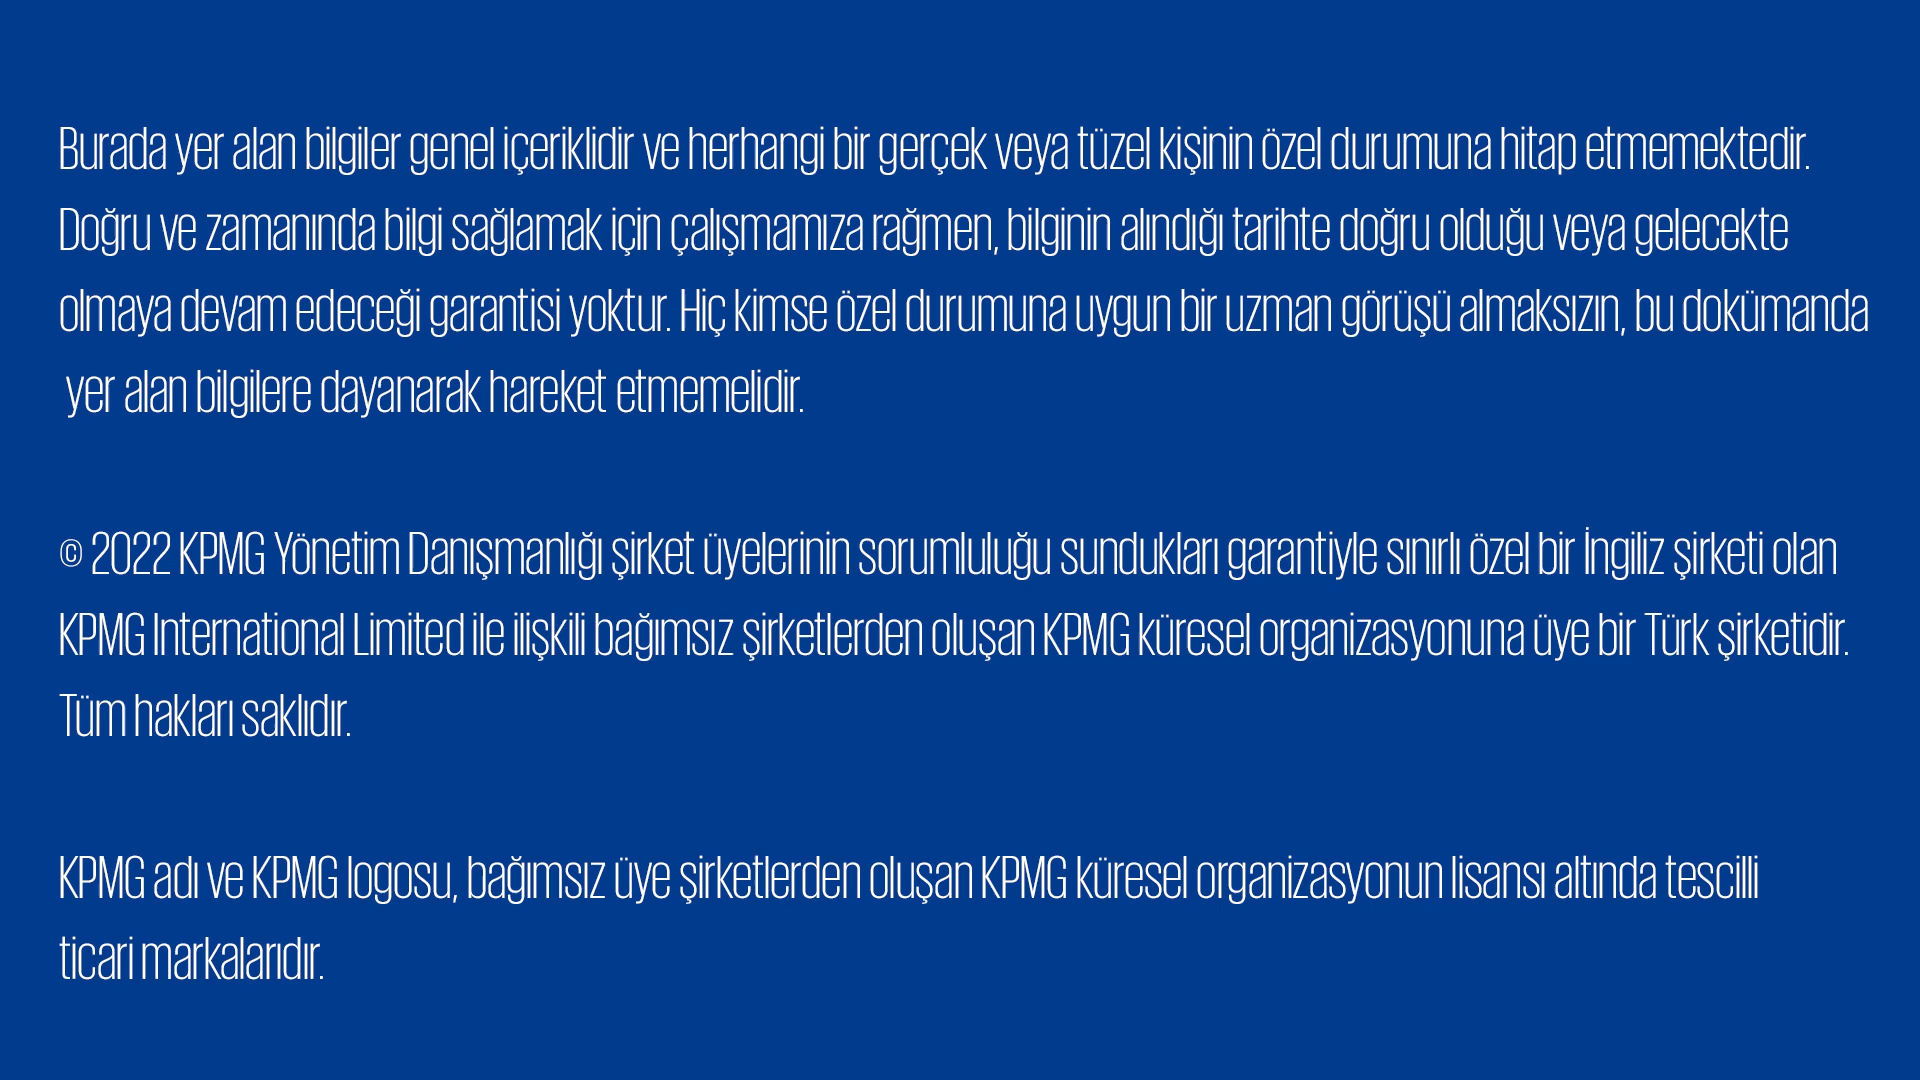 Burada yer alan bilgiler genel içeriklidir ve herhangi bir gerçek veya tüzel kişinin özel durumuna hitap etmemektedir.
Doğru ve zamanında bilgi sağlamak için çalışmamıza rağmen, bilginin alındığı tarihte doğru olduğu veya gelecekte
olmaya devam edeceği garantisi yoktur. Hiç kimse özel durumuna uygun bir uzman görüşü almaksızın, bu dokümanda
yer alan bilgilere dayanarak hareket etmemelidir.
© 2022 KPMG Yönetim Danışmanlığı şirket üyelerinin sorumluluğu sundukları garantiyle sınırlı özel bir İngiliz şirketi olan
KPMG International Limited ile ilişkili bağımsız şirketlerden oluşan KPMG küresel organizasyonuna üye bir Türk şirketidir.
Tüm hakları saklıdır.
KPMG adı ve KPMG logosu, bağımsız üye şirketlerden oluşan KPMG küresel organizasyonun lisansı altında tescilli
ticari markalarıdır.